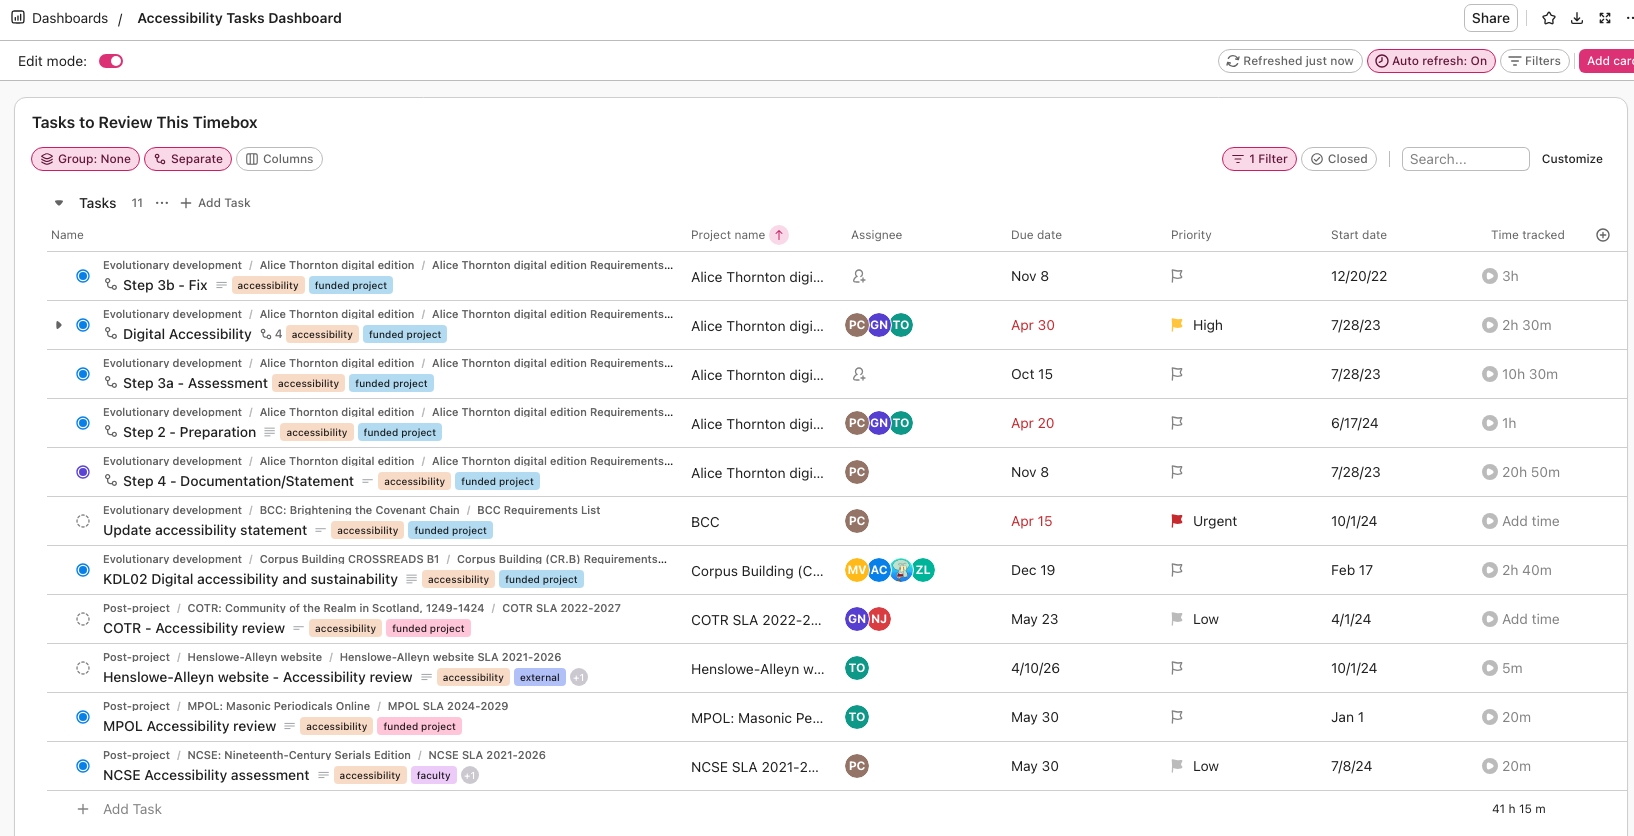 Dashboards / Accessibility Tasks Dashboard Share
Edit mode: Refreshed just now Auto refresh: On Filters Add card
Tasks to Review This Timebox
Group: None Separate Columns 1 Filter Closed Search... Customize
Tasks 11 ... + Add Task
Name Project name Assignee Due date Priority Start date Time tracked
Evolutionary development / Alice Thornton digital edition / Alice Thornton digital edition Requirements...
Step 3b - Fix accessibility funded project Alice Thornton digi... Nov 8 12/20/22 3h
Evolutionary development / Alice Thornton digital edition / Alice Thornton digital edition Requirements...
Digital Accessibility 4 accessibility funded project Alice Thornton digi... PC GN TO Apr 30 High 7/28/23 2h 30m
Evolutionary development / Alice Thornton digital edition / Alice Thornton digital edition Requirements...
Step 3a - Assessment accessibility funded project Alice Thornton digi... Oct 15 7/28/23 10h 30m
Evolutionary development / Alice Thornton digital edition / Alice Thornton digital edition Requirements...
Step 2 - Preparation accessibility funded project Alice Thornton digi... PC GN TO Apr 20 6/17/24 1h
Evolutionary development / Alice Thornton digital edition / Alice Thornton digital edition Requirements...
Step 4 - Documentation/Statement accessibility funded project Alice Thornton digi... PC Nov 8 7/28/23 20h 50m
Evolutionary development / BCC: Brightening the Covenant Chain / BCC Requirements List
Update accessibility statement accessibility funded project BCC PC Apr 15 Urgent 10/1/24 Add time
Evolutionary development / Corpus Building CROSSREADS B1 / Corpus Building (CR.B) Requirements...
KDL02 Digital accessibility and sustainability accessibility funded project Corpus Building (C... MV AC ZL Dec 19 Feb 17 2h 40m
Post-project / COTR: Community of the Realm in Scotland, 1249-1424 / COTR SLA 2022-2027
COTR - Accessibility review accessibility funded project COTR SLA 2022-2... GN NJ May 23 Low 4/1/24 Add time
Post-project / Henslowe-Alleyn website / Henslowe-Alleyn website SLA 2021-2026
Henslowe-Alleyn website - Accessibility review accessibility external +1 Henslowe-Alleyn w... TO 4/10/26 10/1/24 5m
Post-project / MPOL: Masonic Periodicals Online / MPOL SLA 2024-2029
MPOL Accessibility review accessibility funded project MPOL: Masonic Pe... TO May 30 Jan 1 20m
Post-project / NCSE: Nineteenth-Century Serials Edition / NCSE SLA 2021-2026
NCSE Accessibility assessment accessibility faculty +1 NCSE SLA 2021-2... PC May 30 Low 7/8/24 20m
+ Add Task 41 h 15 m